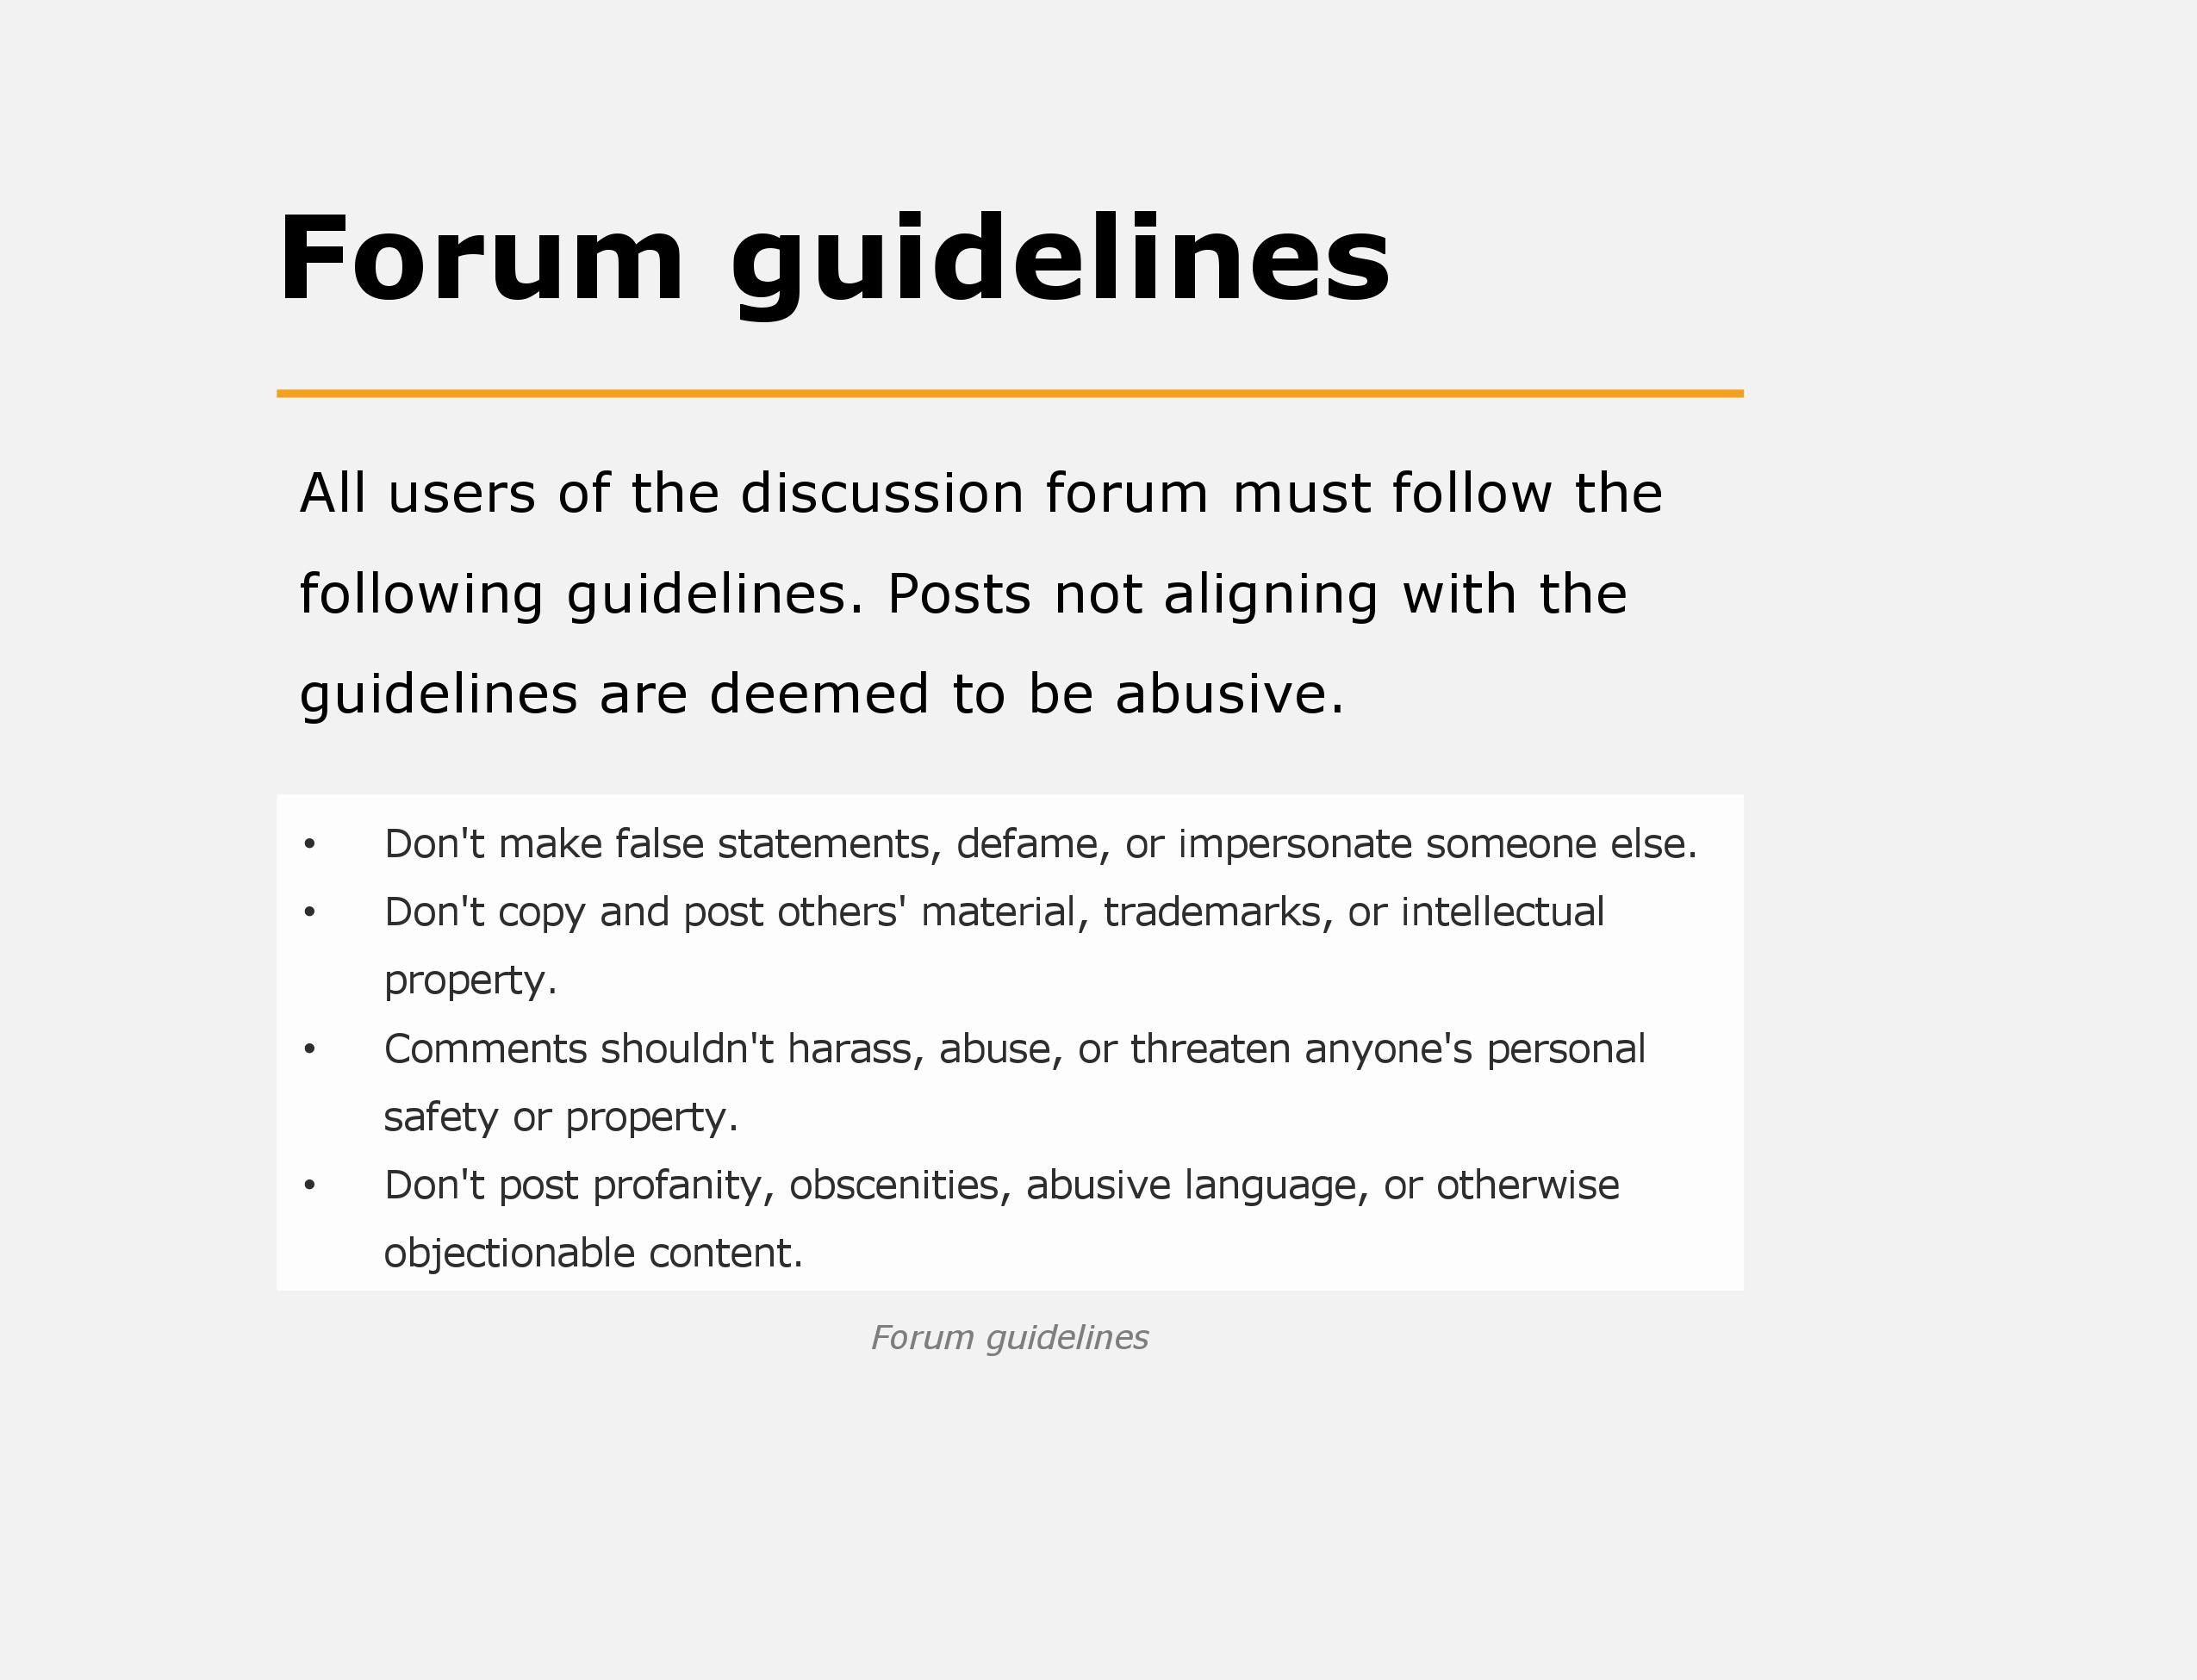 Forum guidelines
All users of the discussion forum must follow the
following guidelines. Posts not aligning with the
guidelines are deemed to be abusive.
• Don't make false statements, defame, or impersonate someone else.
• Don't copy and post others' material, trademarks, or intellectual
property.
• Comments shouldn't harass, abuse, or threaten anyone's personal
safety or property.
• Don't post profanity, obscenities, abusive language, or otherwise
objectionable content.
Forum guidelines